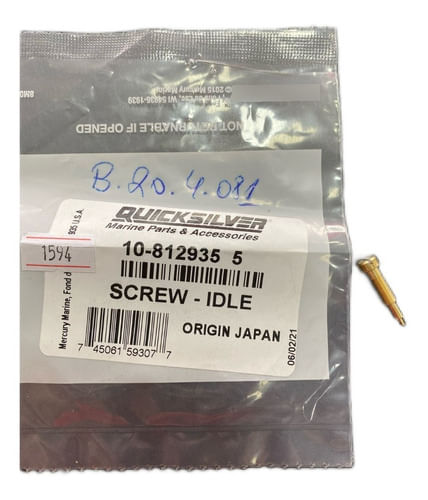 © 2015 Mercury Marine
NOT RETURNABLE IF OPENED
B.20.4.081
QUICKSILVER
Marine Parts & Accessories
1594
10-812935 5
SCREW - IDLE
ORIGIN JAPAN
7 45061 59307 7
06/02/21
Mercury Marine, Fond d
935 U.S.A.